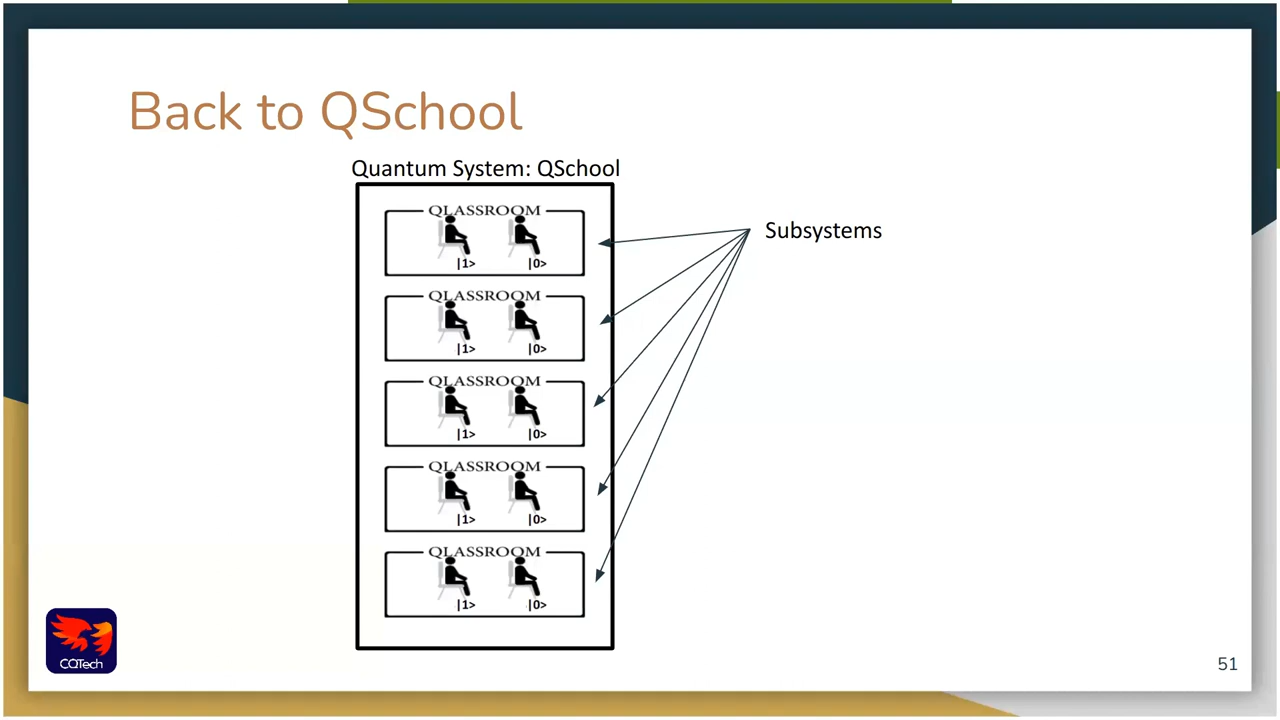 Back to QSchool
Quantum System: QSchool
QLASSROOM
|1> |0>
Subsystems
QLASSROOM
|1> |0>
QLASSROOM
|1> |0>
QLASSROOM
|1> |0>
QLASSROOM
|1> |0>
CQTech
51